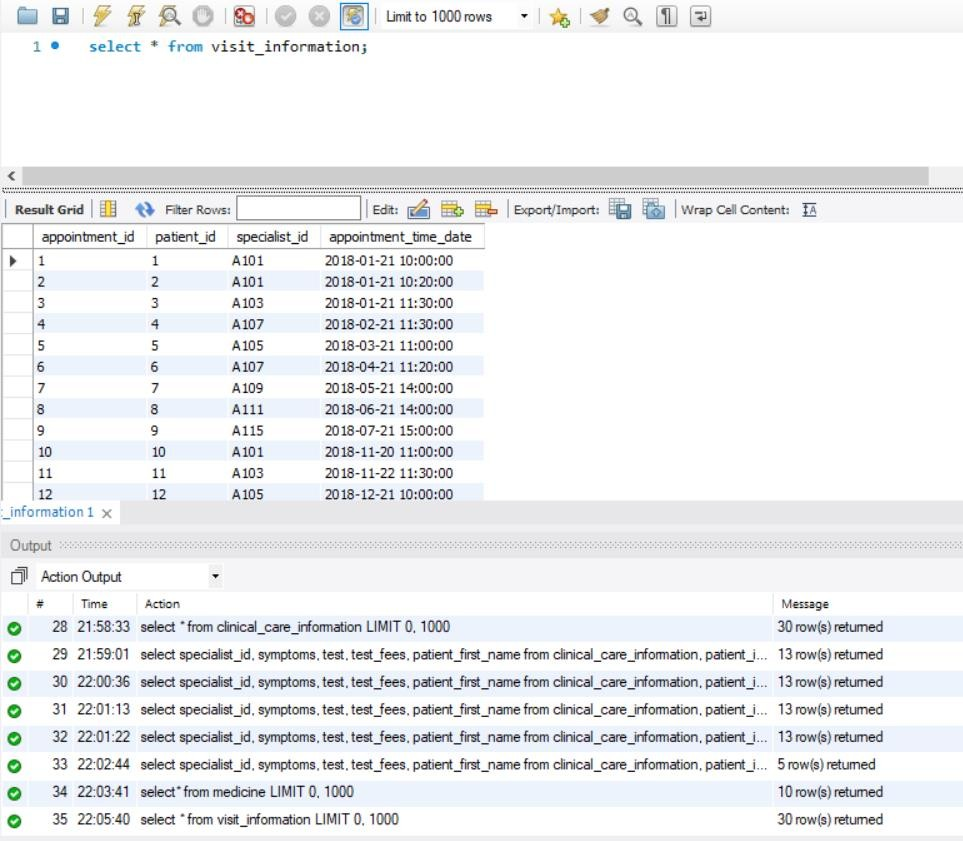 Limit to 1000 rows
1 select * from visit_information;
Result Grid Filter Rows: Edit: Export/Import: Wrap Cell Content: IA
appointment_id patient_id specialist_id appointment_time_date
1 1 A101 2018-01-21 10:00:00
2 2 A101 2018-01-21 10:20:00
3 3 A103 2018-01-21 11:30:00
4 4 A107 2018-02-21 11:30:00
5 5 A105 2018-03-21 11:00:00
6 6 A107 2018-04-21 11:20:00
7 7 A109 2018-05-21 14:00:00
8 8 A111 2018-06-21 14:00:00
9 9 A115 2018-07-21 15:00:00
10 10 A101 2018-11-20 11:00:00
11 11 A103 2018-11-22 11:30:00
12 12 A105 2018-12-21 10:00:00
:_information 1
Output
Action Output
# Time Action Message
28 21:58:33 select * from clinical_care_information LIMIT 0, 1000 30 row(s) returned
29 21:59:01 select specialist_id, symptoms, test, test_fees, patient_first_name from clinical_care_information, patient_i... 13 row(s) returned
30 22:00:36 select specialist_id, symptoms, test, test_fees, patient_first_name from clinical_care_information, patient_i... 13 row(s) returned
31 22:01:13 select specialist_id, symptoms, test, test_fees, patient_first_name from clinical_care_information, patient_i... 13 row(s) returned
32 22:01:22 select specialist_id, symptoms, test, test_fees, patient_first_name from clinical_care_information, patient_i... 13 row(s) returned
33 22:02:44 select specialist_id, symptoms, test, test_fees, patient_first_name from clinical_care_information, patient_i... 5 row(s) returned
34 22:03:41 select* from medicine LIMIT 0, 1000 10 row(s) returned
35 22:05:40 select * from visit_information LIMIT 0, 1000 30 row(s) returned